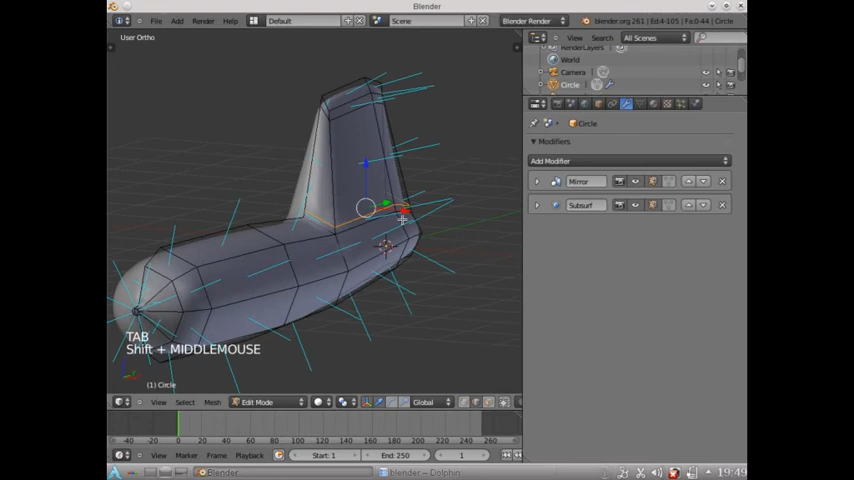 Blender
File Add Render Help Default Scene Blender Render blender.org 261 | Ed:4-105 | Fa:0-44 | Circle
User Ortho
View Search All Scenes
RenderLayers
World
Camera
Circle
Circle
Modifiers
Add Modifier
Mirror
Subsurf
TAB
Shift + MIDDLEMOUSE
(1) Circle
View Select Mesh Edit Mode Global
-40 -20 0 20 40 60 80 100 120 140 160 180 200 220 240 260
View Marker Frame Playback Start: 1 End: 250 1
Blender blender – Dolphin 19:49